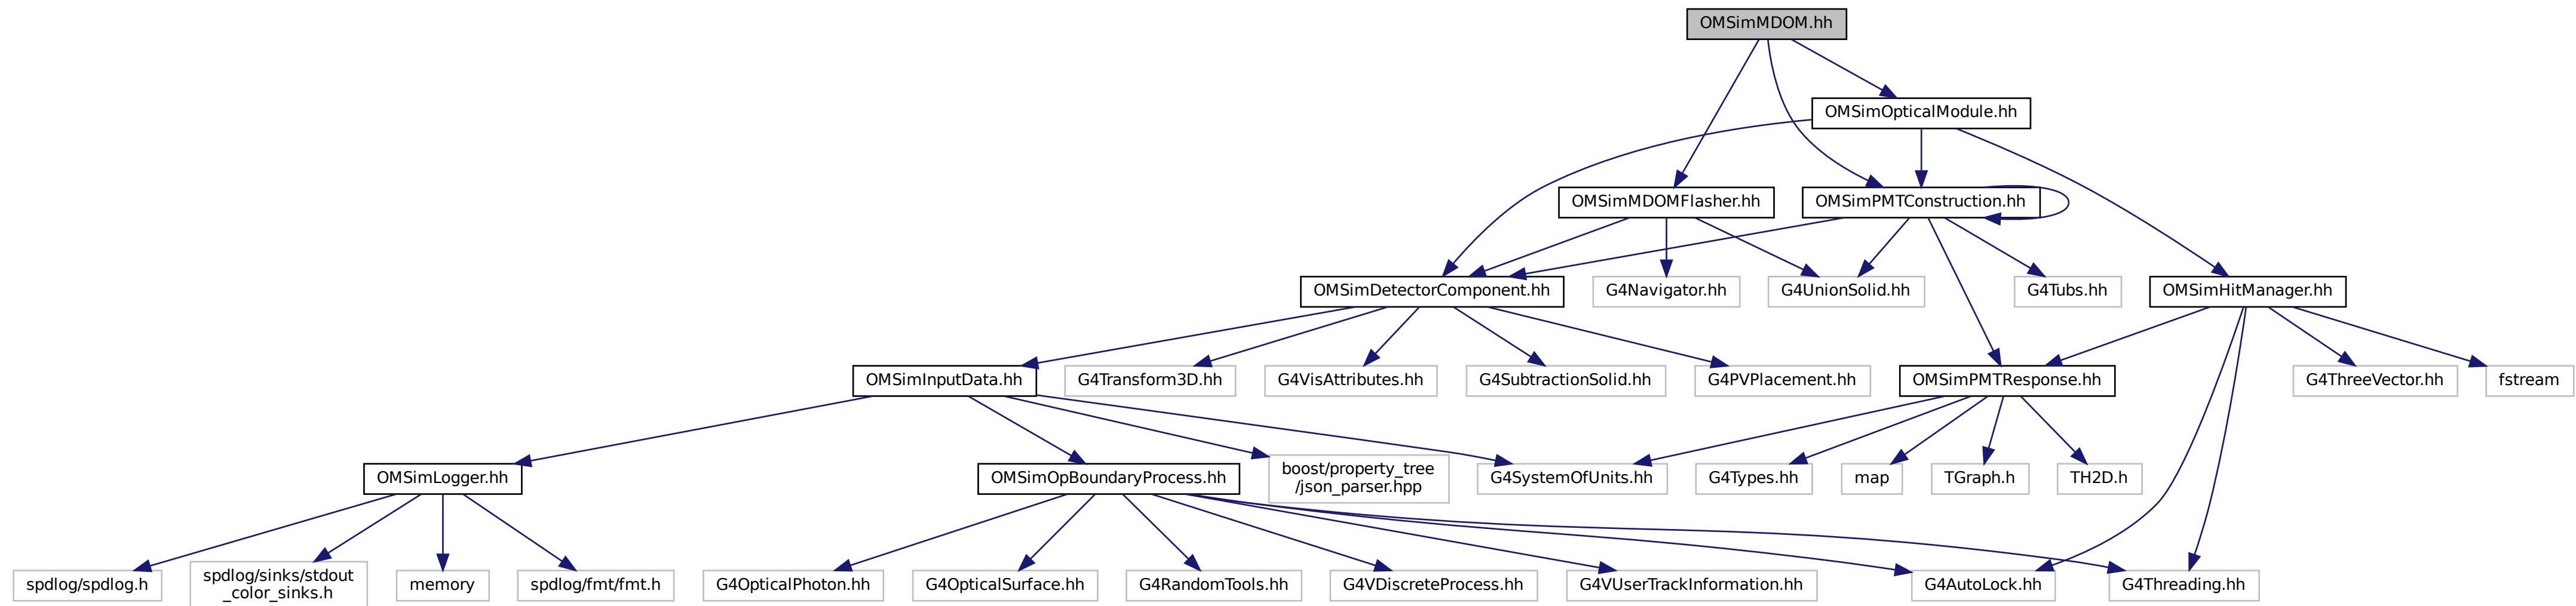 OMSimMDOM.hh
OMSimOpticalModule.hh
OMSimMDOMFlasher.hh
OMSimPMTConstruction.hh
OMSimDetectorComponent.hh
G4Navigator.hh
G4UnionSolid.hh
G4Tubs.hh
OMSimHitManager.hh
OMSimInputData.hh
G4Transform3D.hh
G4VisAttributes.hh
G4SubtractionSolid.hh
G4PVPlacement.hh
OMSimPMTResponse.hh
G4ThreeVector.hh
fstream
OMSimLogger.hh
OMSimOpBoundaryProcess.hh
boost/property_tree
/json_parser.hpp
G4SystemOfUnits.hh
G4Types.hh
map
TGraph.h
TH2D.h
spdlog/spdlog.h
spdlog/sinks/stdout
_color_sinks.h
memory
spdlog/fmt/fmt.h
G4OpticalPhoton.hh
G4OpticalSurface.hh
G4RandomTools.hh
G4VDiscreteProcess.hh
G4VUserTrackInformation.hh
G4AutoLock.hh
G4Threading.hh